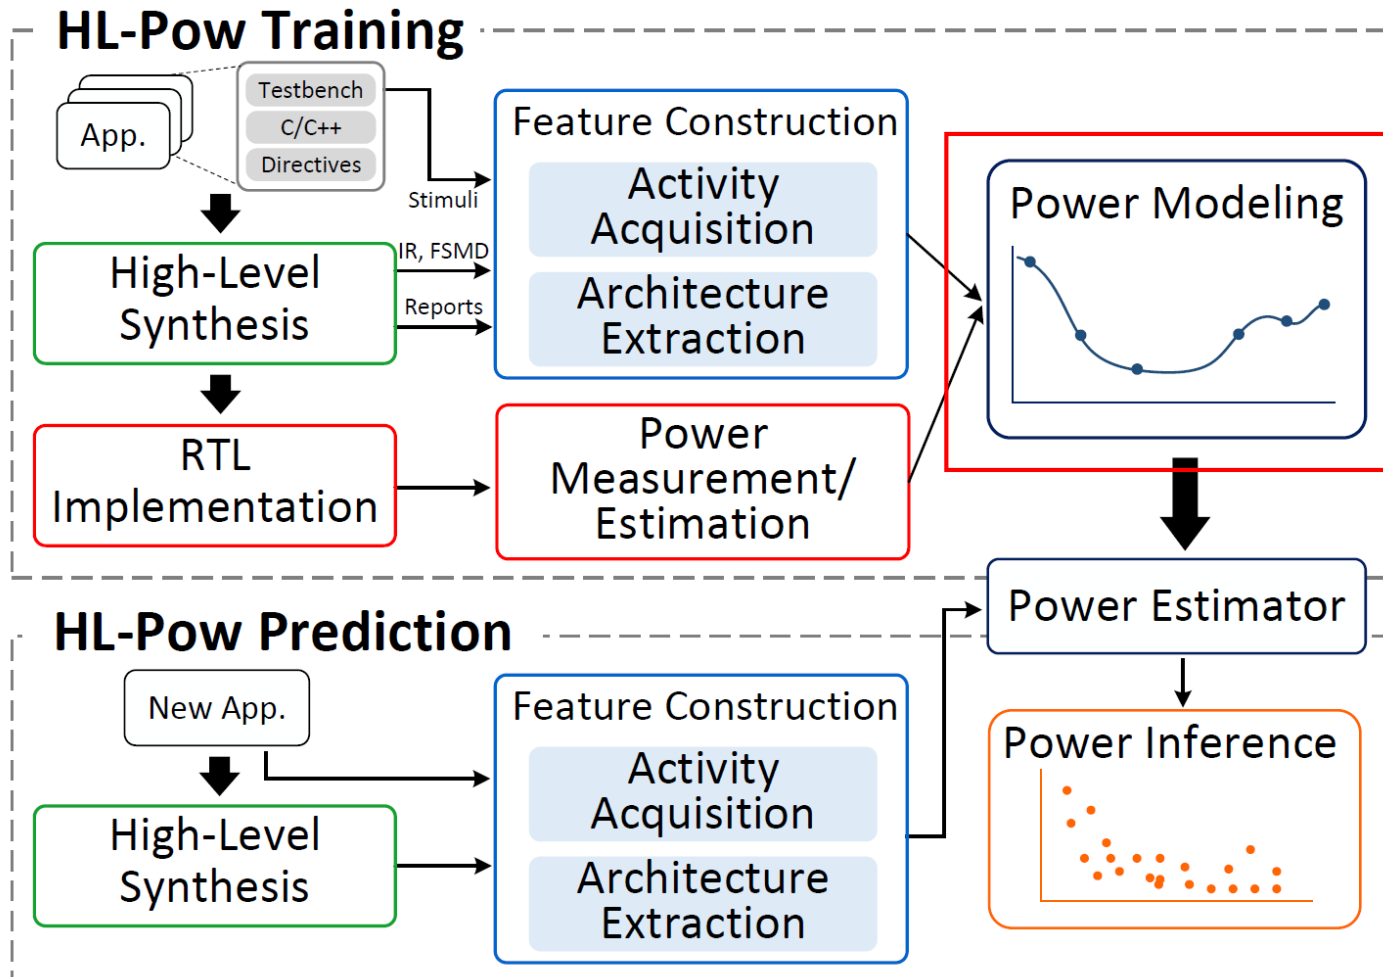 HL-Pow Training
App.
Testbench
C/C++
Directives
Stimuli
High-Level
Synthesis
IR, FSMD
Reports
Feature Construction
Activity
Acquisition
Architecture
Extraction
Power Modeling
RTL
Implementation
Power
Measurement/
Estimation
Power Estimator
HL-Pow Prediction
New App.
High-Level
Synthesis
Feature Construction
Activity
Acquisition
Architecture
Extraction
Power Inference